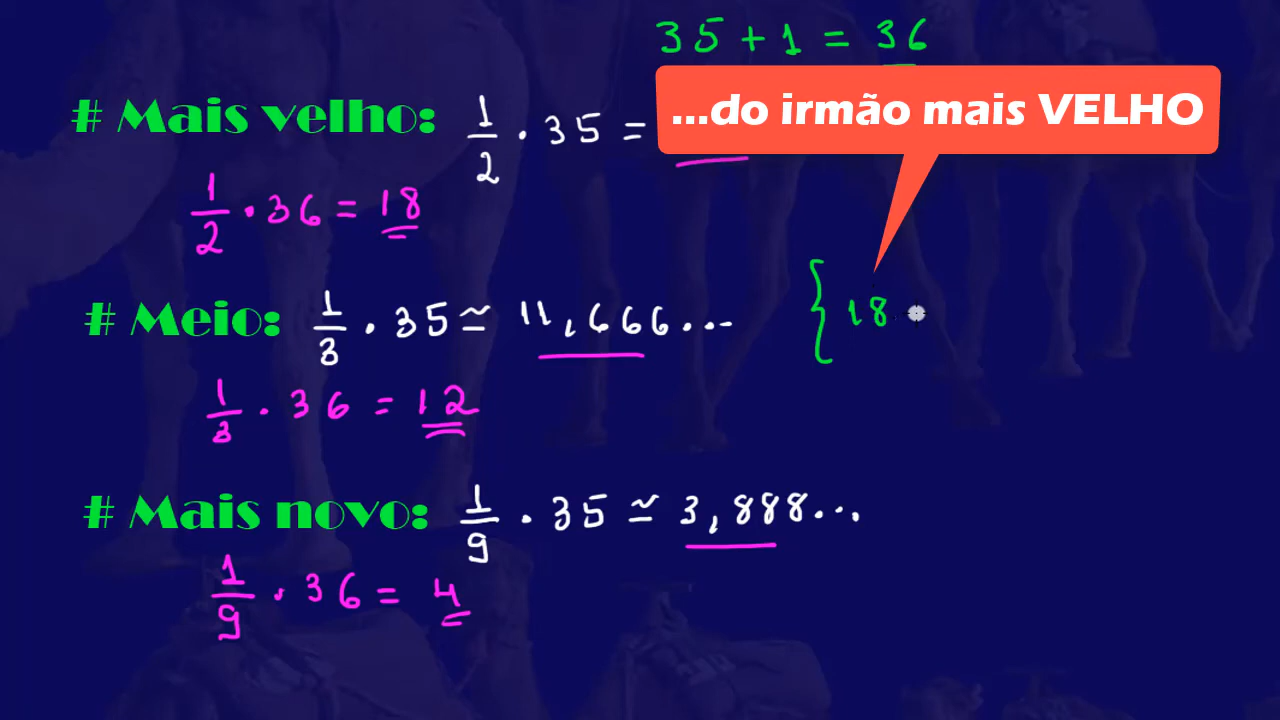 35 + 1 = 36
...do irmão mais VELHO
# Mais velho: 1/2 · 35 =
1/2 · 36 = 18
# Meio: 1/3 · 35 ≃ 11,666...
{ 18
1/3 · 36 = 12
# Mais novo: 1/9 · 35 ≃ 3,888...
1/9 · 36 = 4